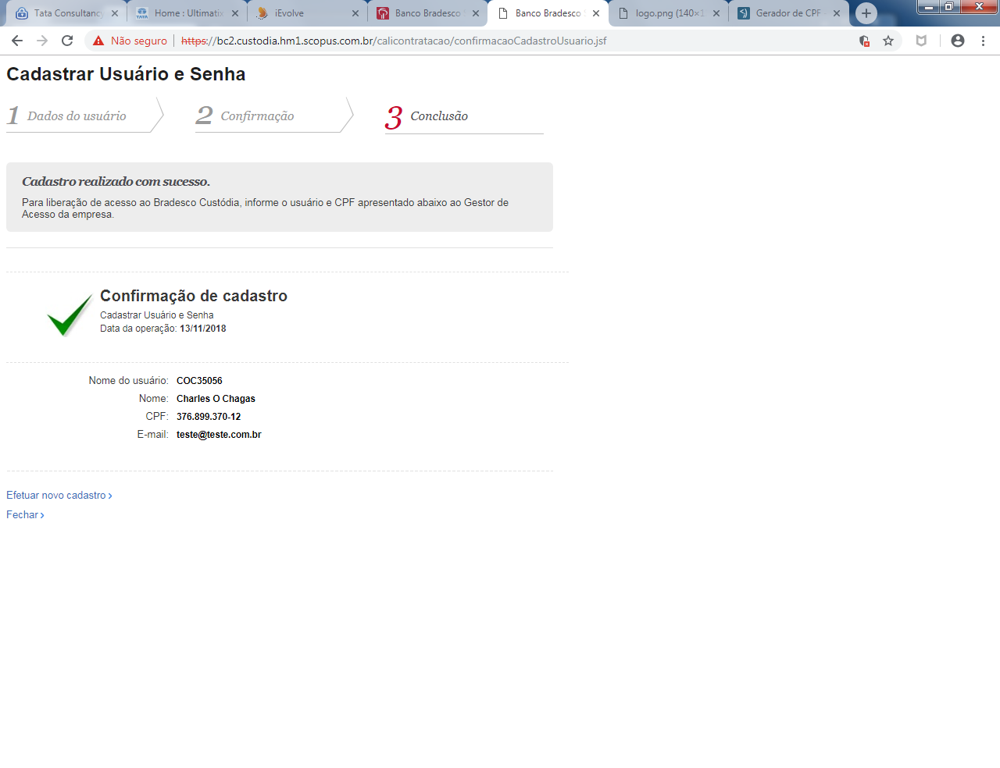 Tata Consultancy
Home : Ultimatix
iEvolve
Banco Bradesco
Banco Bradesco
logo.png (140×1
Gerador de CPF
Não seguro
https://bc2.custodia.hm1.scopus.com.br/calicontratacao/confirmacaoCadastroUsuario.jsf
Cadastrar Usuário e Senha
1 Dados do usuário
2 Confirmação
3 Conclusão
Cadastro realizado com sucesso.
Para liberação de acesso ao Bradesco Custódia, informe o usuário e CPF apresentado abaixo ao Gestor de
Acesso da empresa.
Confirmação de cadastro
Cadastrar Usuário e Senha
Data da operação: 13/11/2018
Nome do usuário: COC35056
Nome: Charles O Chagas
CPF: 376.899.370-12
E-mail: teste@teste.com.br
Efetuar novo cadastro ›
Fechar ›